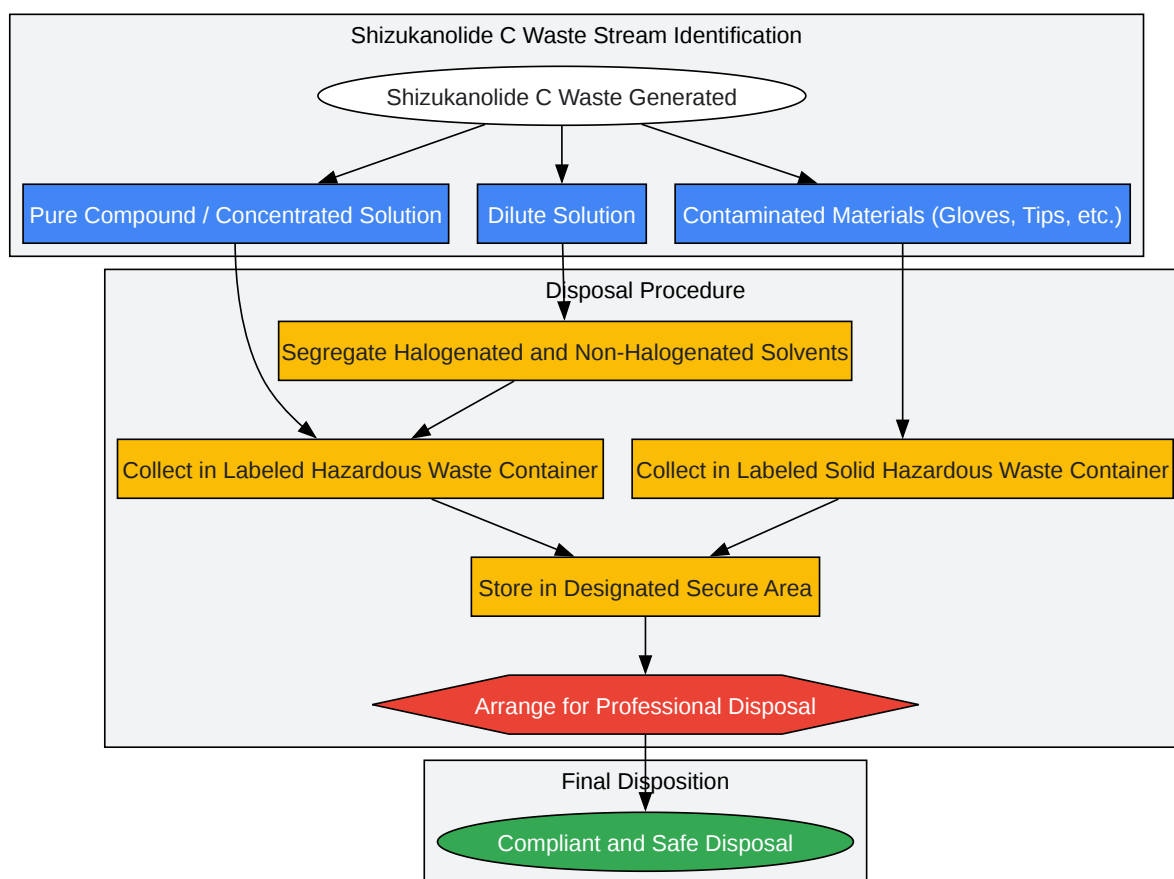 Shizukanolide C Waste Stream Identification
Shizukanolide C Waste Generated
Pure Compound / Concentrated Solution
Dilute Solution
Contaminated Materials (Gloves, Tips, etc.)
Disposal Procedure
Segregate Halogenated and Non-Halogenated Solvents
Collect in Labeled Hazardous Waste Container
Collect in Labeled Solid Hazardous Waste Container
Store in Designated Secure Area
Arrange for Professional Disposal
Final Disposition
Compliant and Safe Disposal